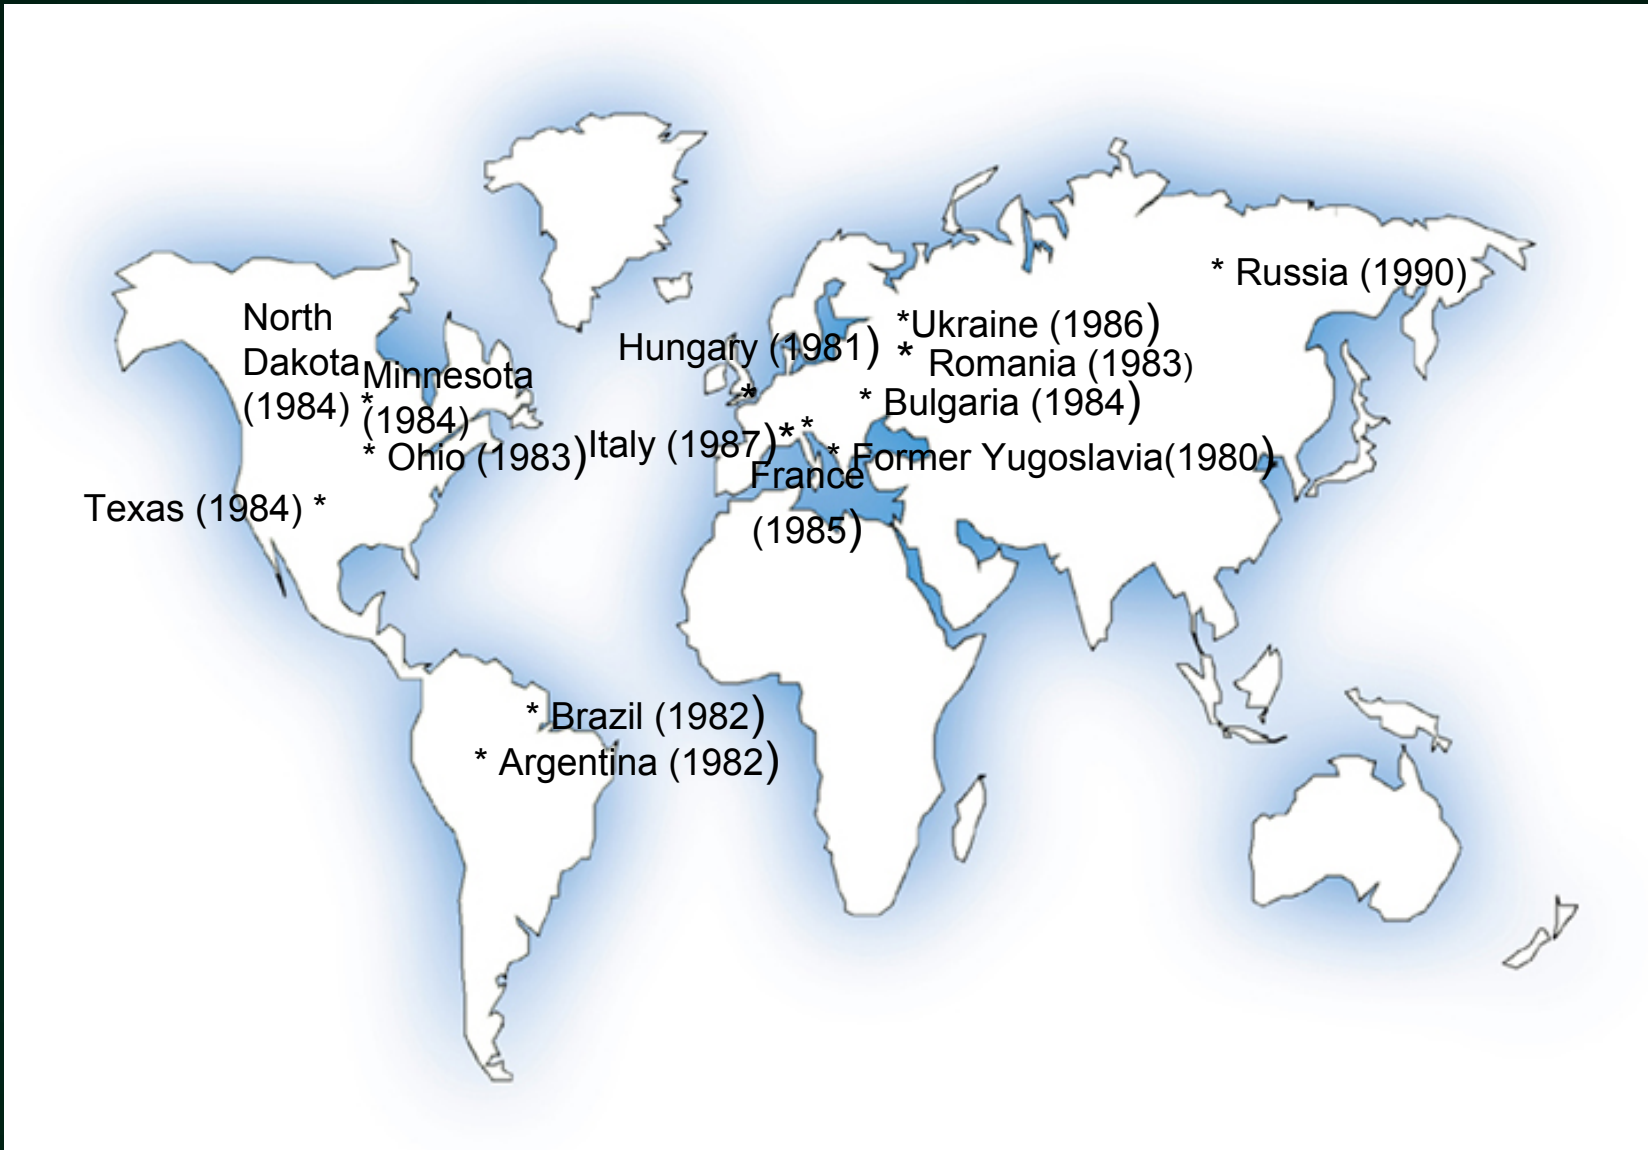 * Russia (1990)
North
Dakota
(1984) *
Minnesota
(1984)
* Ohio (1983)
Texas (1984) *
Hungary (1981)
*
*Ukraine (1986)
* Romania (1983)
* Bulgaria (1984)
Italy (1987)* *
* Former Yugoslavia(1980)
France
(1985)
* Brazil (1982)
* Argentina (1982)